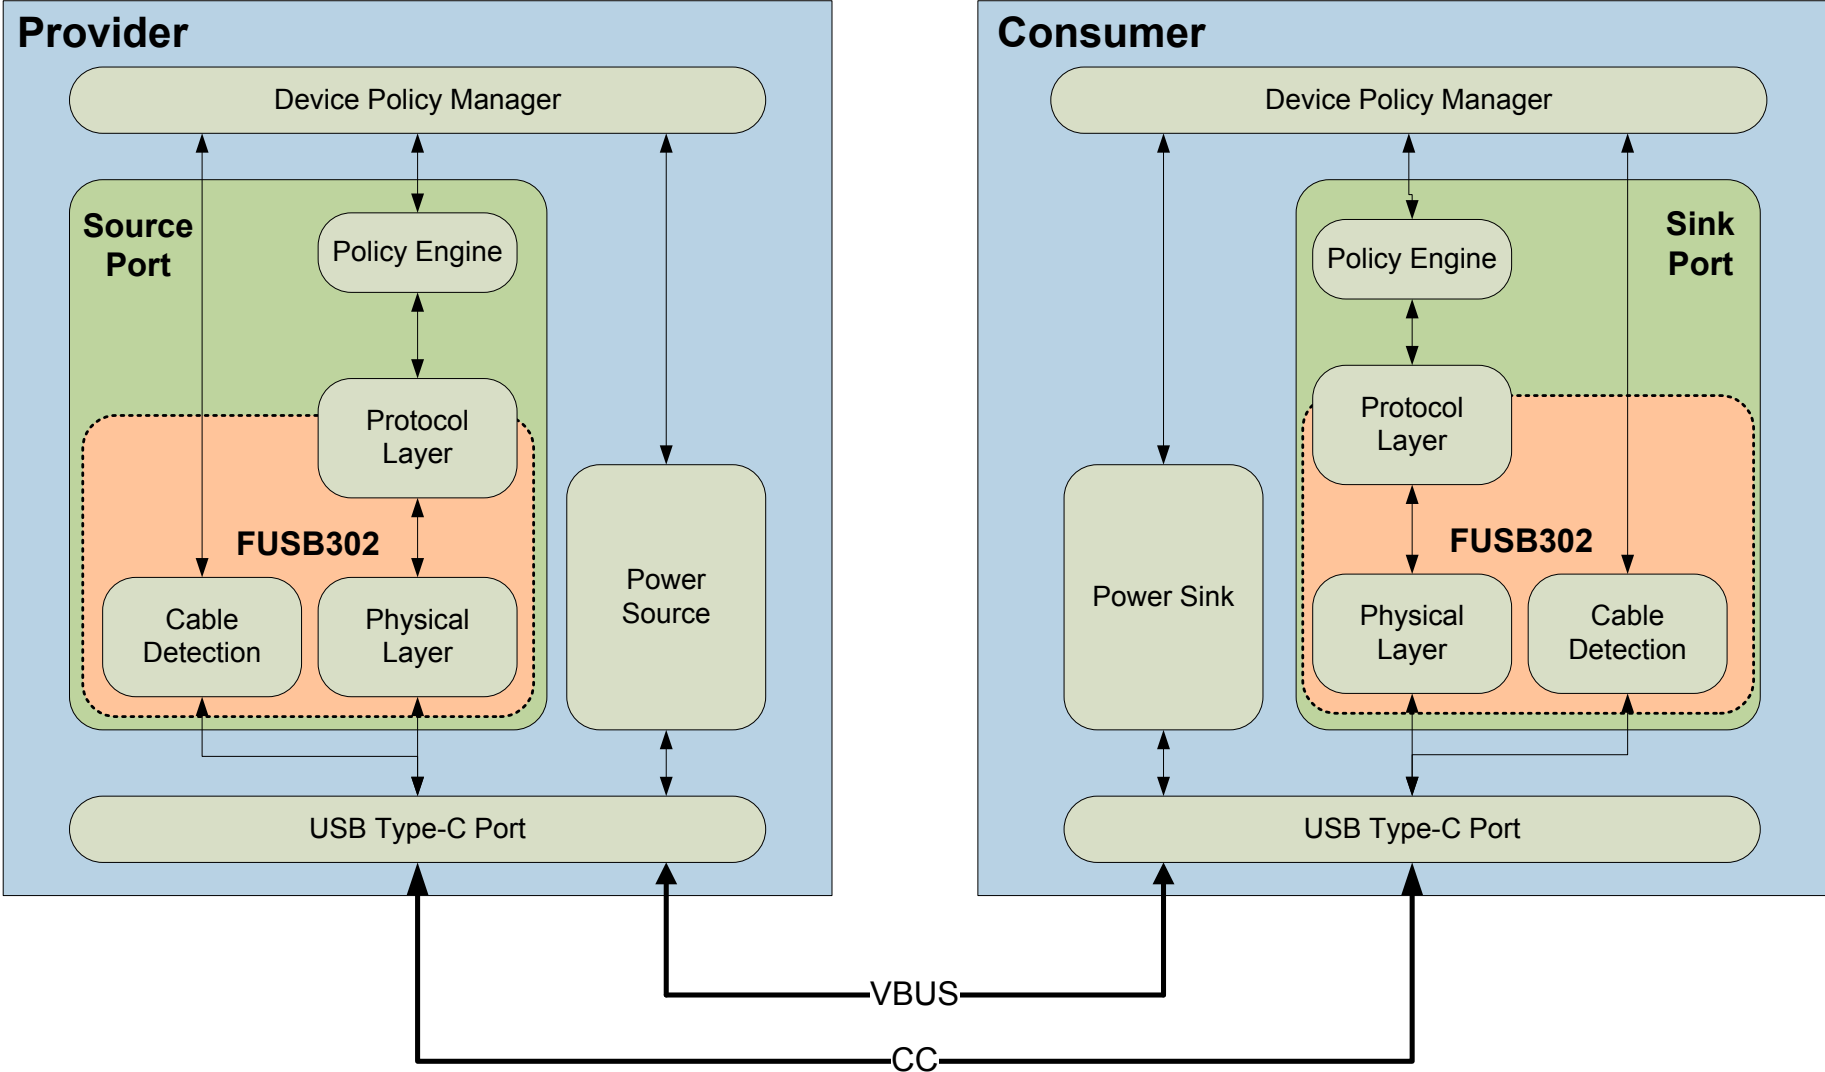 Provider
Device Policy Manager
Source
Port
Policy Engine
Protocol
Layer
FUSB302
Cable
Detection
Physical
Layer
Power
Source
USB Type-C Port
Consumer
Device Policy Manager
Sink
Port
Policy Engine
Protocol
Layer
FUSB302
Power Sink
Physical
Layer
Cable
Detection
USB Type-C Port
VBUS
CC